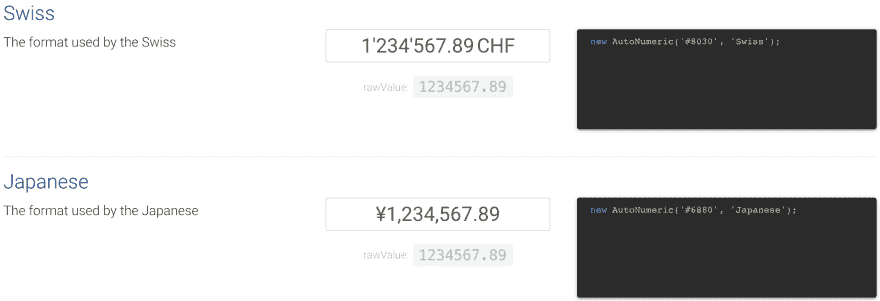 Swiss
The format used by the Swiss
1'234'567.89 CHF
rawValue: 1234567.89
new AutoNumeric('#8030', 'Swiss');
Japanese
The format used by the Japanese
¥1,234,567.89
rawValue: 1234567.89
new AutoNumeric('#6880', 'Japanese');